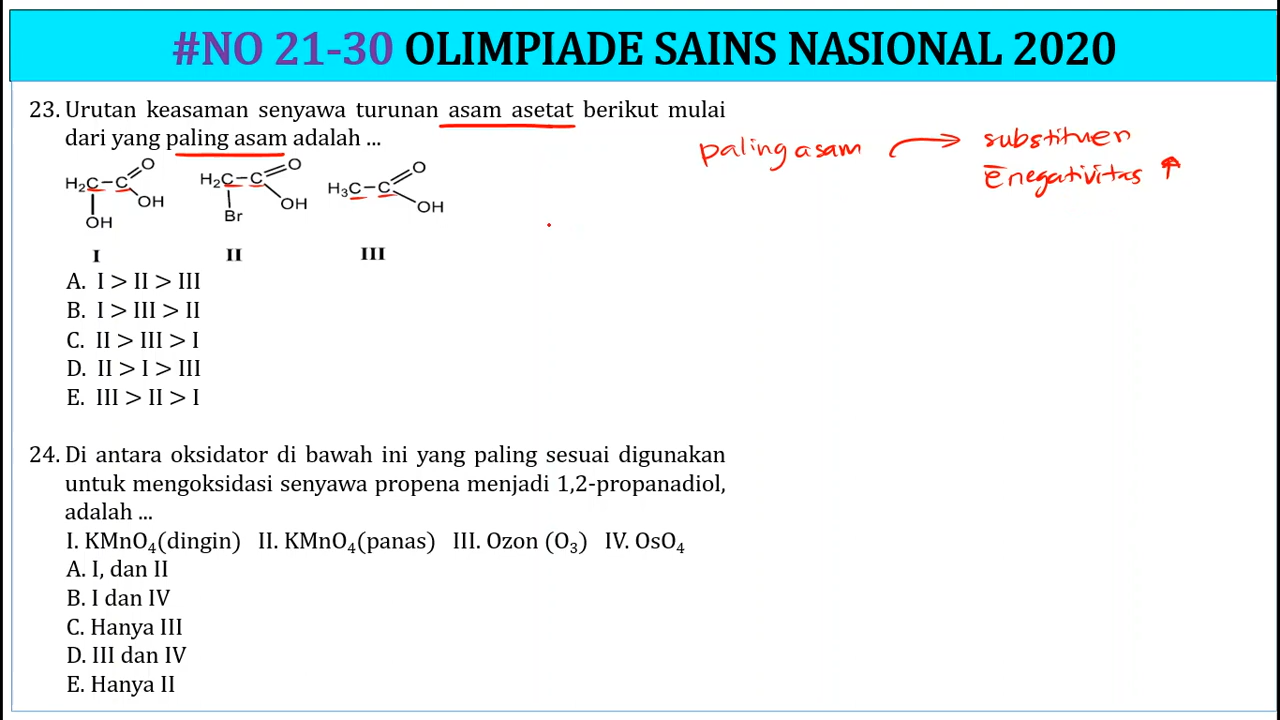 #NO 21-30 OLIMPIADE SAINS NASIONAL 2020
23. Urutan keasaman senyawa turunan asam asetat berikut mulai
dari yang paling asam adalah ...
H₂C–C
O
OH
OH
I
H₂C–C
O
OH
Br
II
H₃C–C
O
OH
III
A. I > II > III
B. I > III > II
C. II > III > I
D. II > I > III
E. III > II > I
paling asam → substituen
ēnegativitas ↑
24. Di antara oksidator di bawah ini yang paling sesuai digunakan
untuk mengoksidasi senyawa propena menjadi 1,2-propanadiol,
adalah ...
I. KMnO₄(dingin) II. KMnO₄(panas) III. Ozon (O₃) IV. OsO₄
A. I, dan II
B. I dan IV
C. Hanya III
D. III dan IV
E. Hanya II